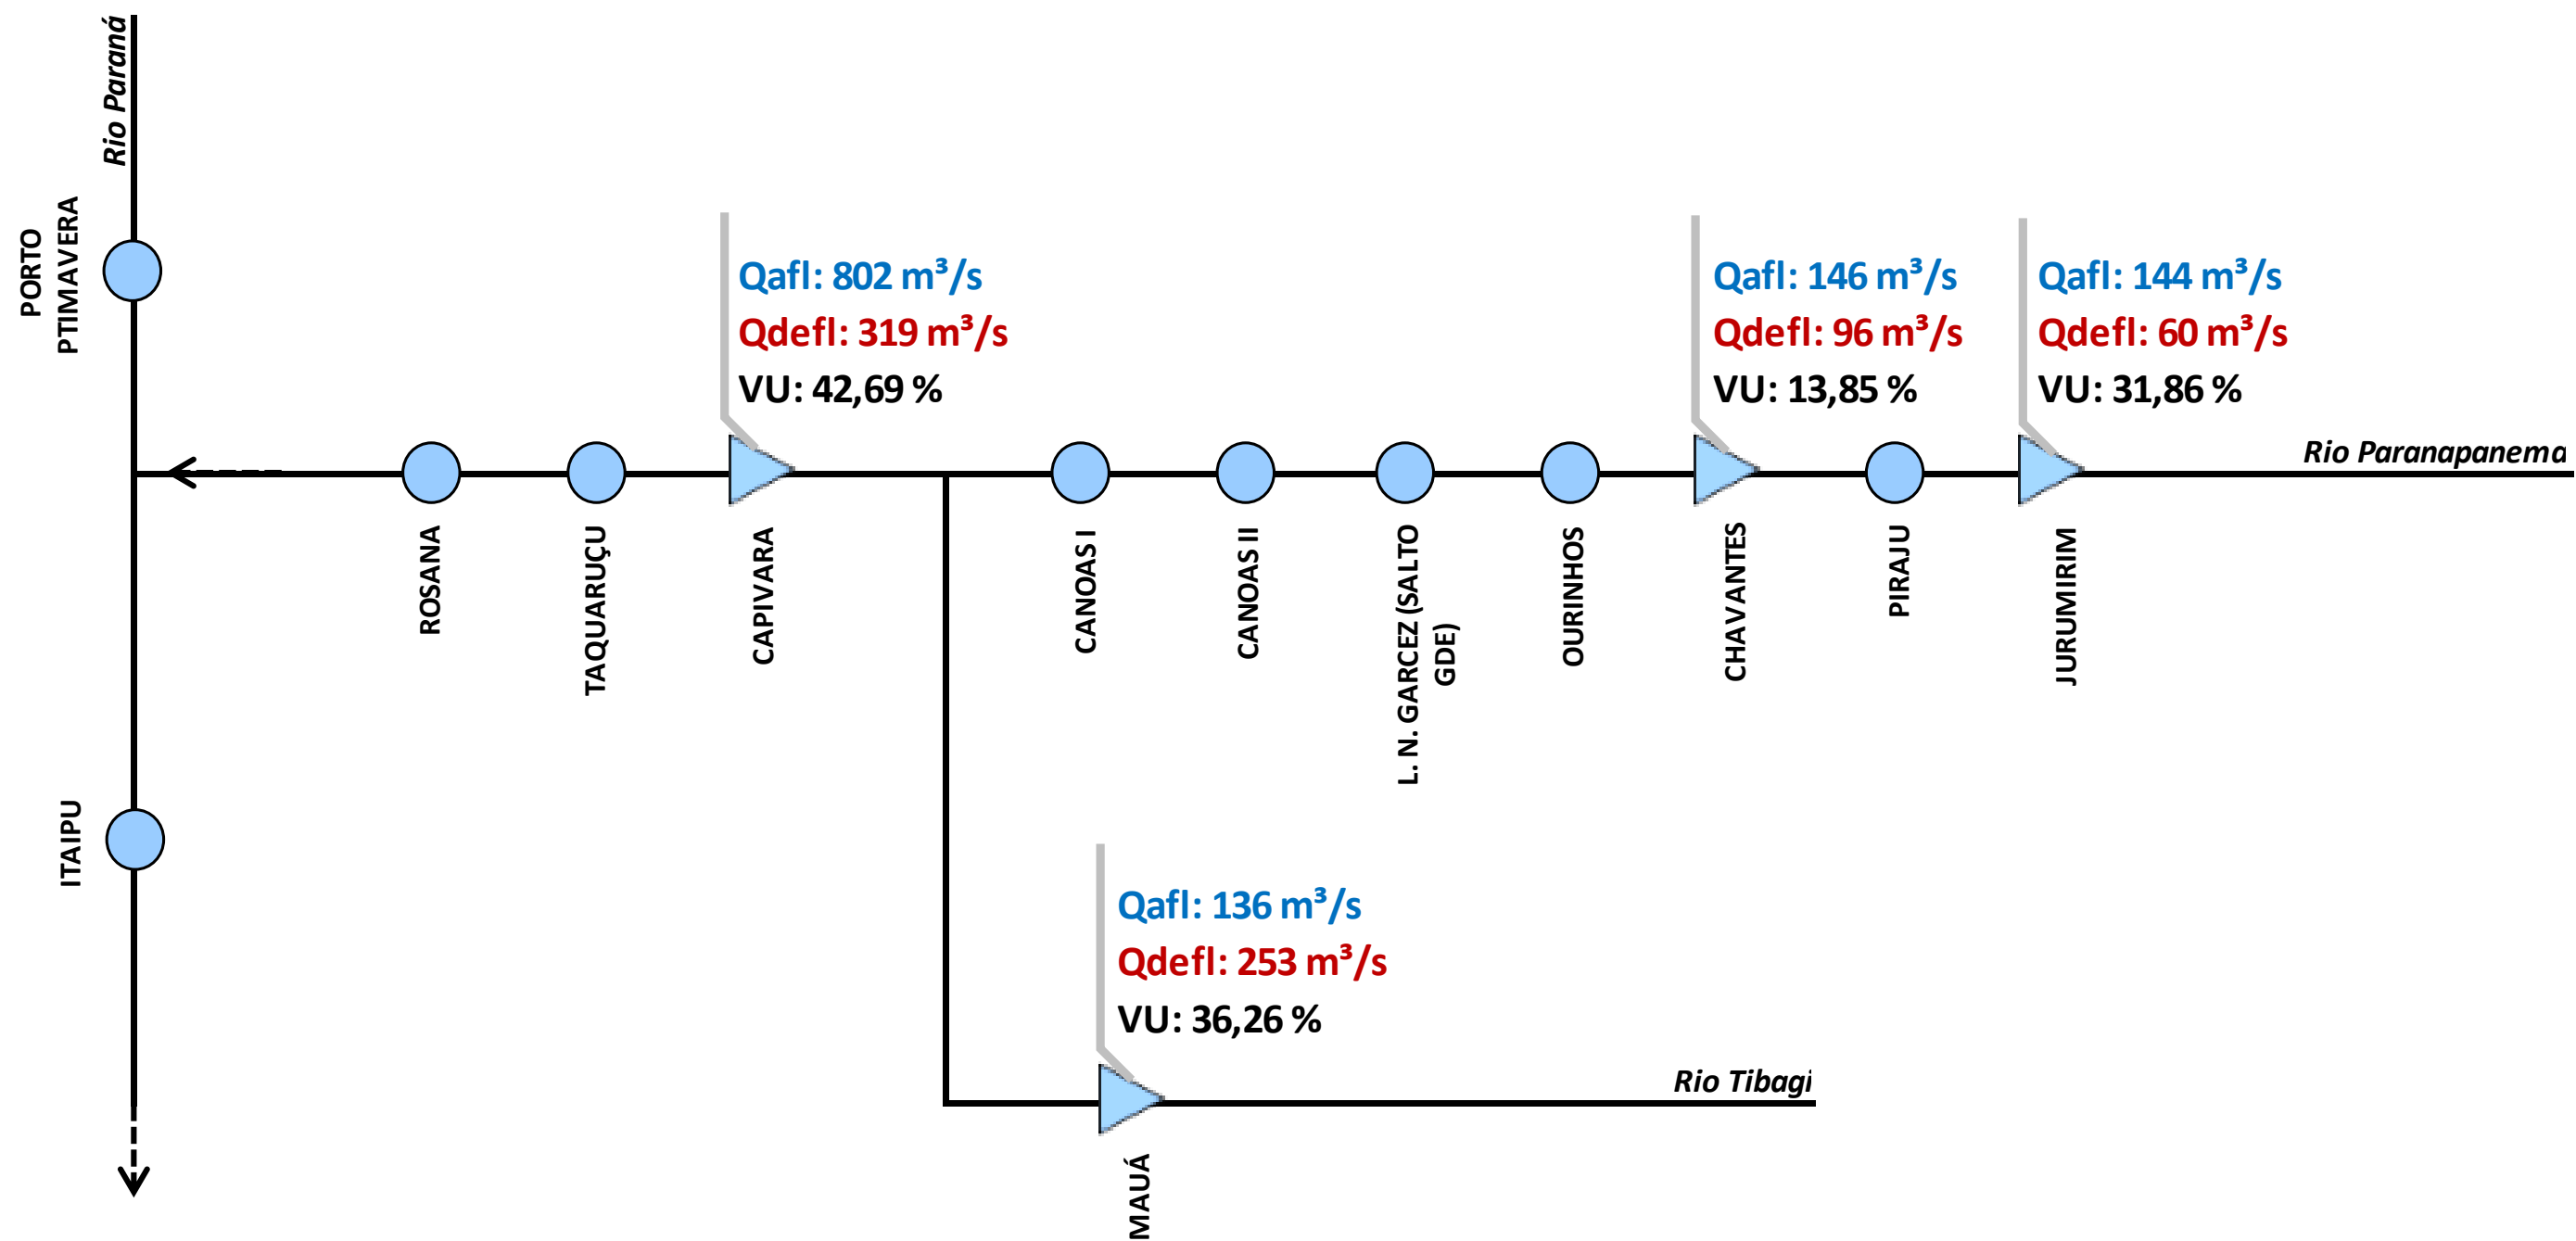 Rio Paraná
PORTO
PTIMAVERA
Qafl: 802 m³/s
Qdefl: 319 m³/s
VU: 42,69 %
Qafl: 146 m³/s
Qdefl: 96 m³/s
VU: 13,85 %
Qafl: 144 m³/s
Qdefl: 60 m³/s
VU: 31,86 %
Rio Paranapanema
ROSANA
TAQUARUÇU
CAPIVARA
CANOAS I
CANOAS II
L. N. GARCEZ (SALTO
GDE)
OURINHOS
CHAVANTES
PIRAJU
JURUMIRIM
ITAIPU
Qafl: 136 m³/s
Qdefl: 253 m³/s
VU: 36,26 %
Rio Tibagi
MAUÁ